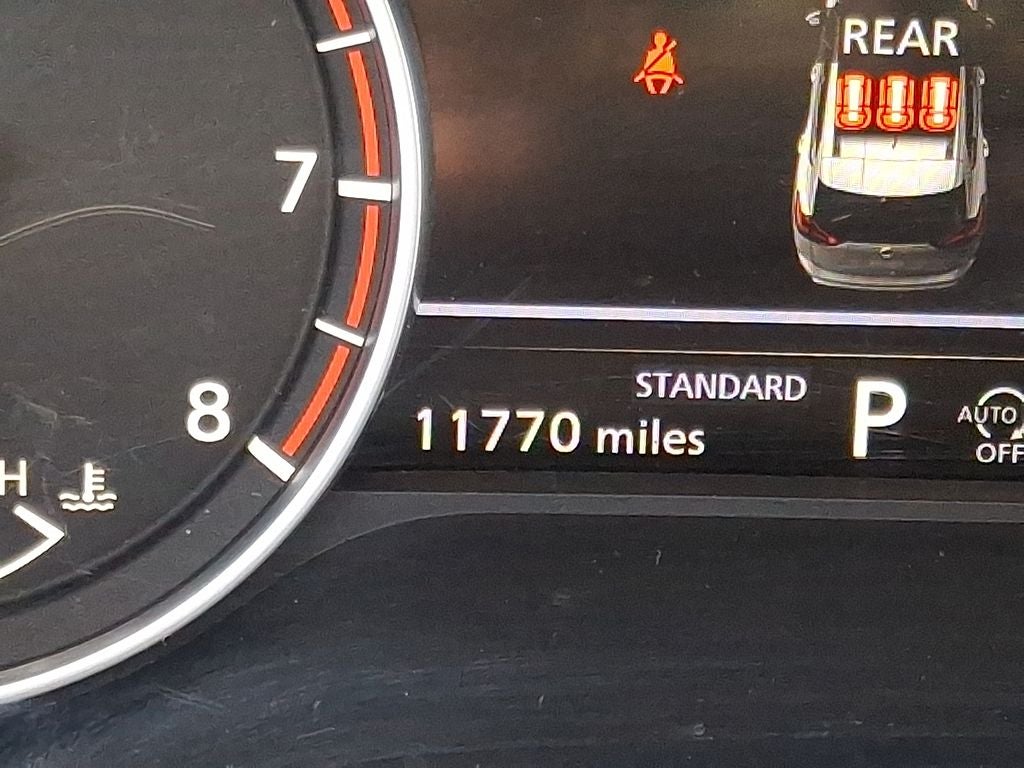 REAR
7
8
H
STANDARD
11770 miles
P
AUTO
OFF